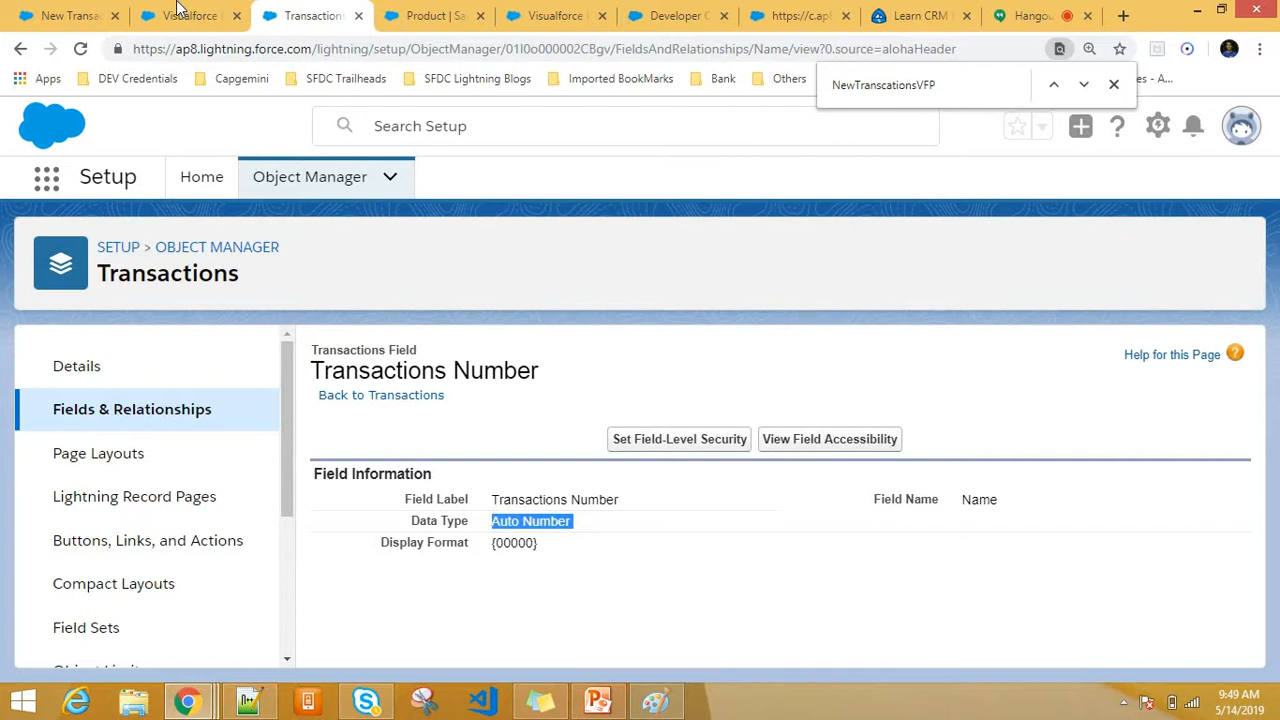 New Transac
Visualforce
Transactions
Product | Sa
Visualforce
Developer C
https://c.ap8
Learn CRM
Hangou
https://ap8.lightning.force.com/lightning/setup/ObjectManager/01I0o000002CBgv/FieldsAndRelationships/Name/view?0.source=alohaHeader
Apps
DEV Credentials
Capgemini
SFDC Trailheads
SFDC Lightning Blogs
Imported BookMarks
Bank
Others
NewTranscationsVFP
Search Setup
Setup
Home
Object Manager
SETUP > OBJECT MANAGER
Transactions
Details
Fields & Relationships
Page Layouts
Lightning Record Pages
Buttons, Links, and Actions
Compact Layouts
Field Sets
Transactions Field
Transactions Number
Back to Transactions
Help for this Page
Set Field-Level Security
View Field Accessibility
Field Information
Field Label Transactions Number Field Name Name
Data Type Auto Number
Display Format {00000}
9:49 AM
5/14/2019